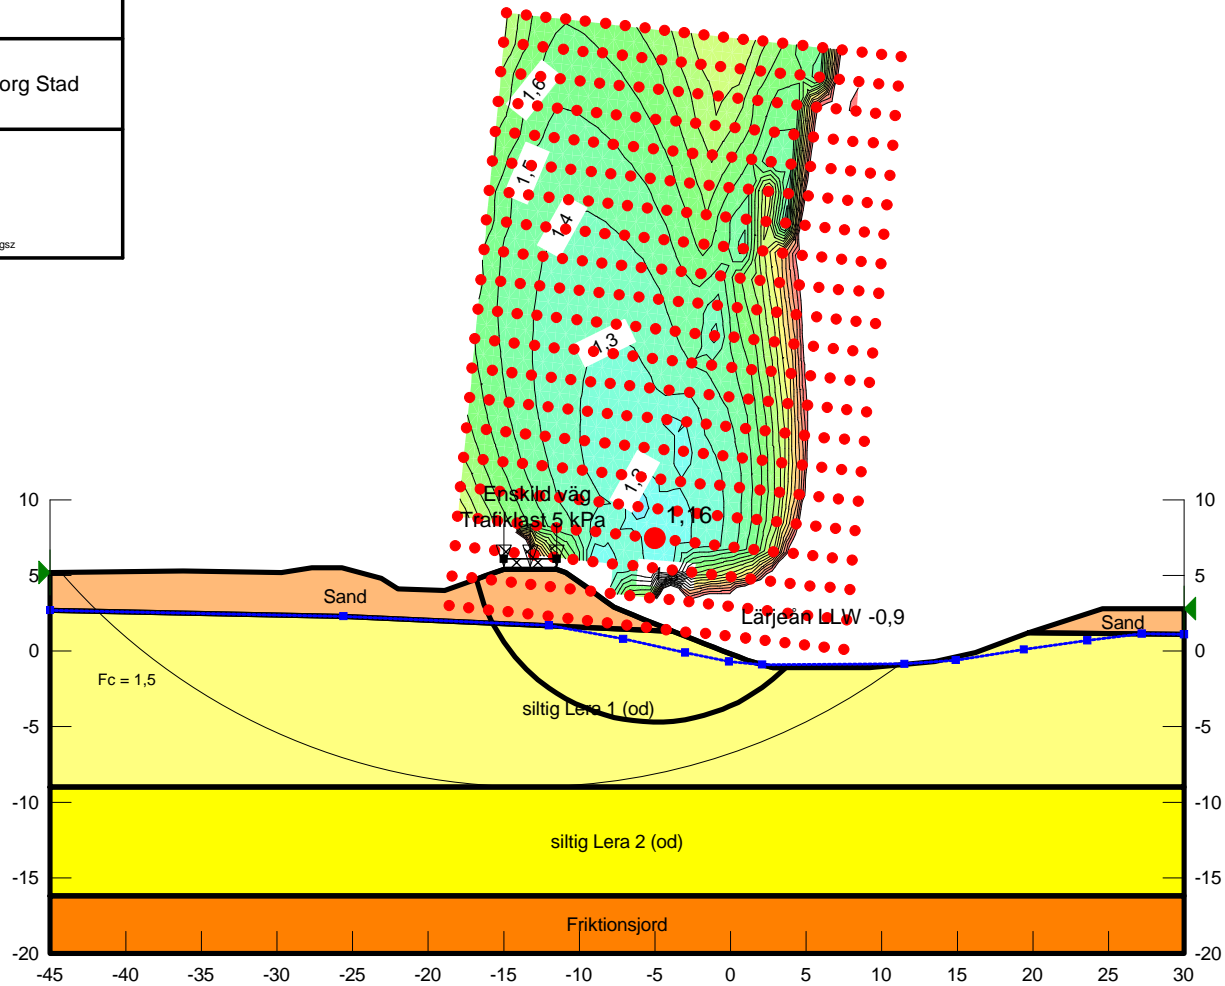 org Stad
gsz
1,6
1,5
1,4
1,3
1,2
1,16
Enskild väg
Trafiklast 5 kPa
10
5
0
-5
-10
-15
-20
10
5
0
-5
-10
-15
-20
Sand
Lärjeån LLW -0,9
Sand
Fc = 1,5
siltig Lera 1 (od)
siltig Lera 2 (od)
Friktionsjord
-45 -40 -35 -30 -25 -20 -15 -10 -5 0 5 10 15 20 25 30